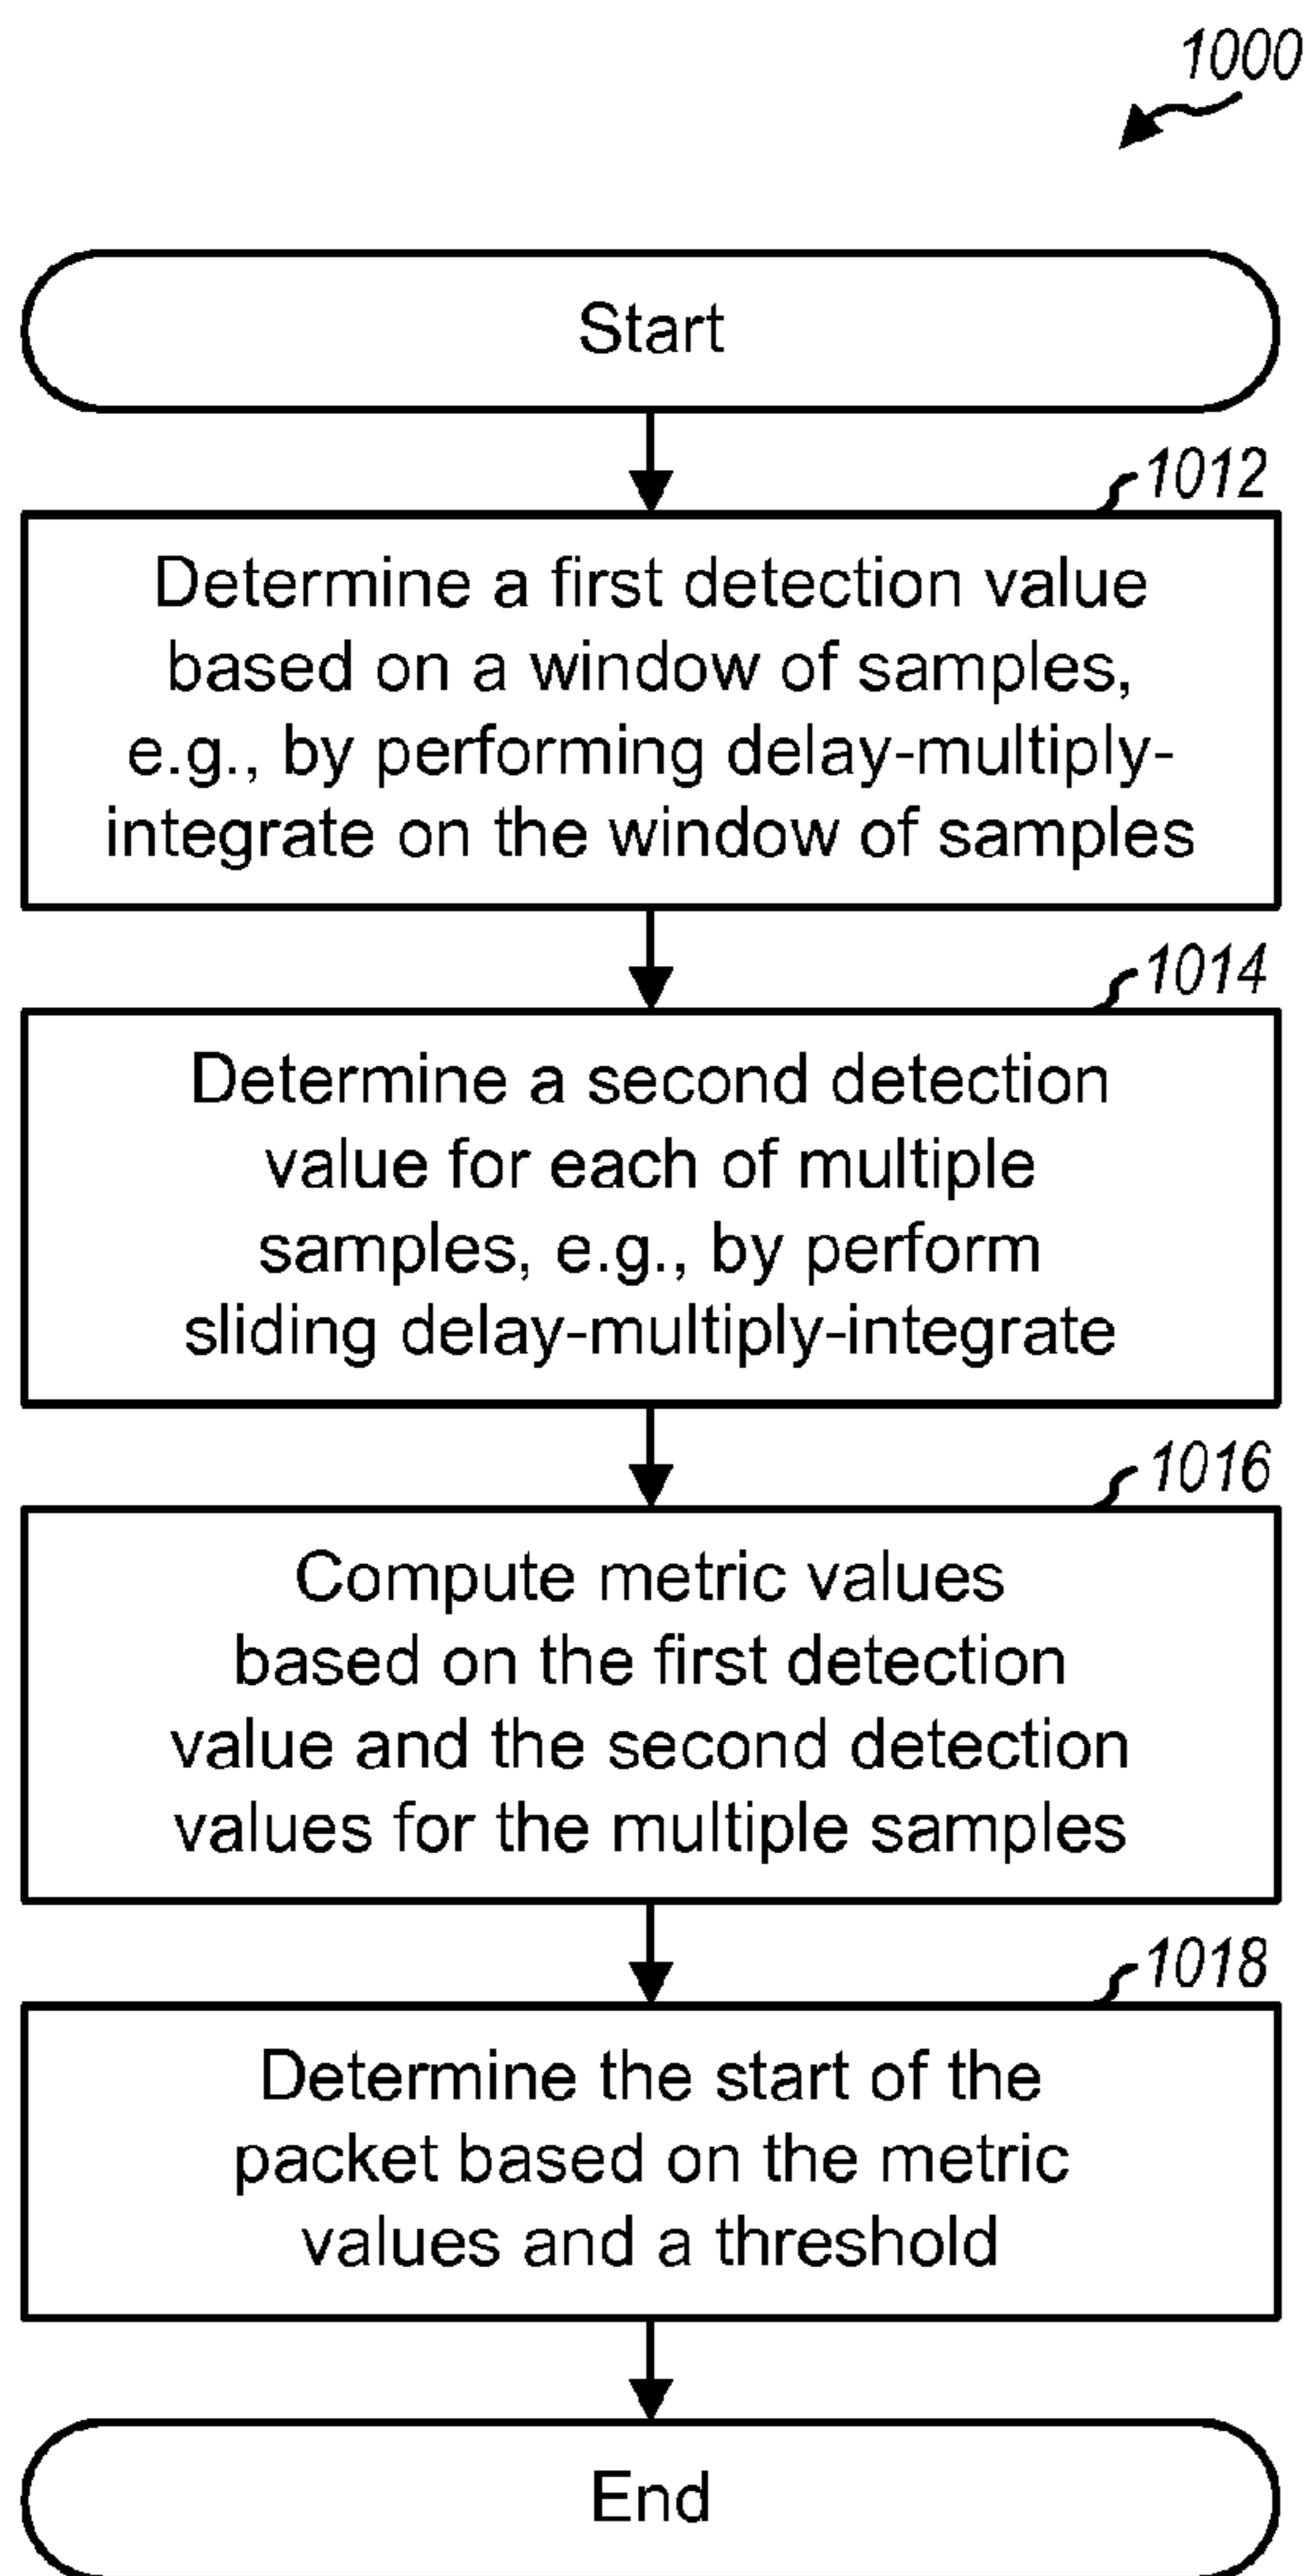 1000
Start
1012
Determine a first detection value
based on a window of samples,
e.g., by performing delay-multiply-
integrate on the window of samples
1014
Determine a second detection
value for each of multiple
samples, e.g., by perform
sliding delay-multiply-integrate
1016
Compute metric values
based on the first detection
value and the second detection
values for the multiple samples
1018
Determine the start of the
packet based on the metric
values and a threshold
End